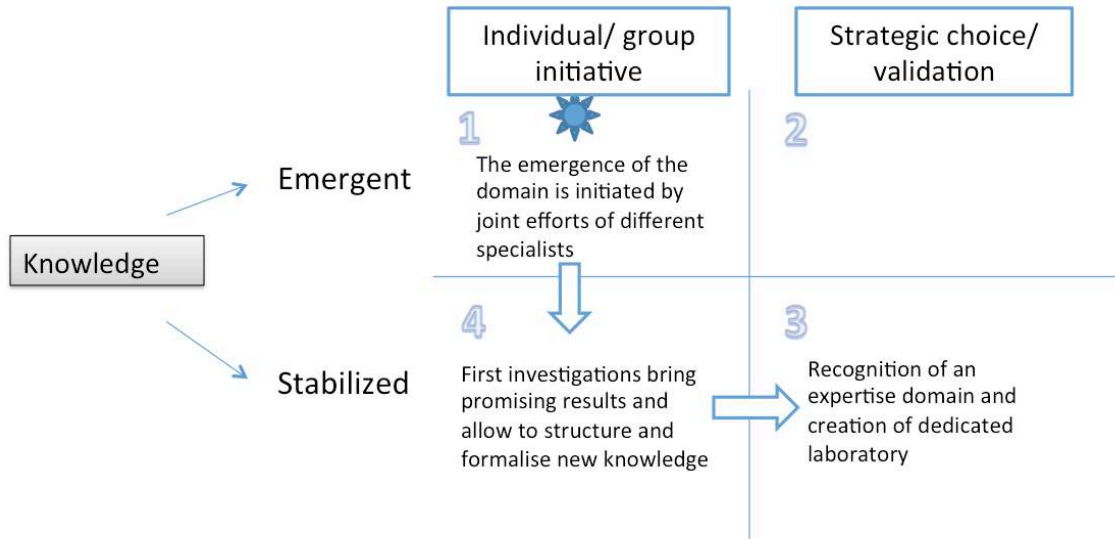 Individual/ group
initiative
Strategic choice/
validation
1
2
Emergent
The emergence of the
domain is initiated by
joint efforts of different
specialists
Knowledge
4
3
Stabilized
First investigations bring
promising results and
allow to structure and
formalise new knowledge
Recognition of an
expertise domain and
creation of dedicated
laboratory